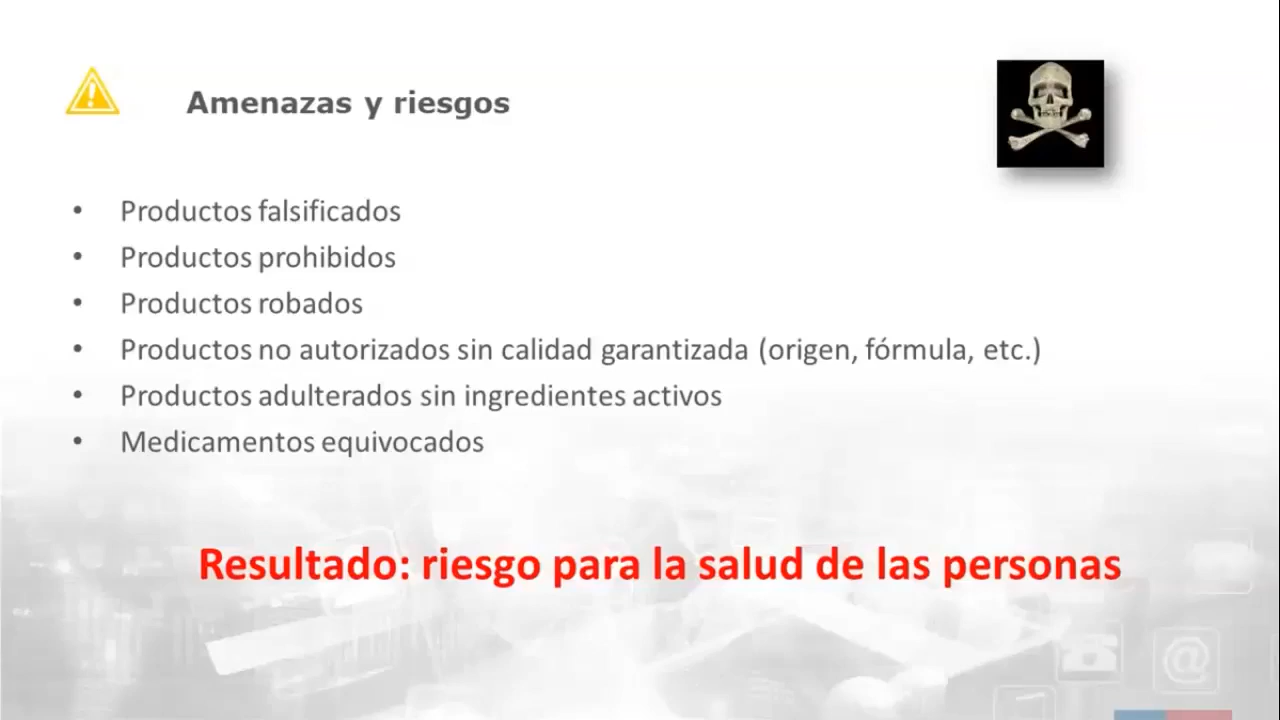 Amenazas y riesgos
• Productos falsificados
• Productos prohibidos
• Productos robados
• Productos no autorizados sin calidad garantizada (origen, fórmula, etc.)
• Productos adulterados sin ingredientes activos
• Medicamentos equivocados
Resultado: riesgo para la salud de las personas
@